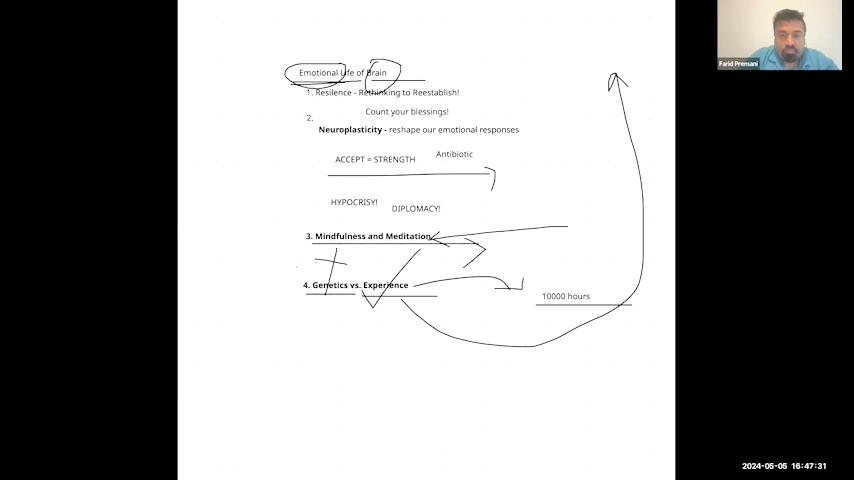 Emotional Life of Brain
1. Resilence - Rethinking to Reestablish!
Count your blessings!
2.
Neuroplasticity - reshape our emotional responses
Antibiotic
ACCEPT = STRENGTH
HYPOCRISY!
DIPLOMACY!
3. Mindfulness and Meditation
4. Genetics vs. Experience
10000 hours
Farid Premani
2024-05-05 16:47:31